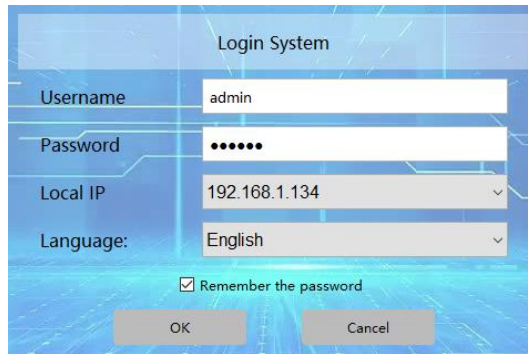 Login System
Username admin
Password ••••••
Local IP 192.168.1.134
Language: English
Remember the password
OK Cancel